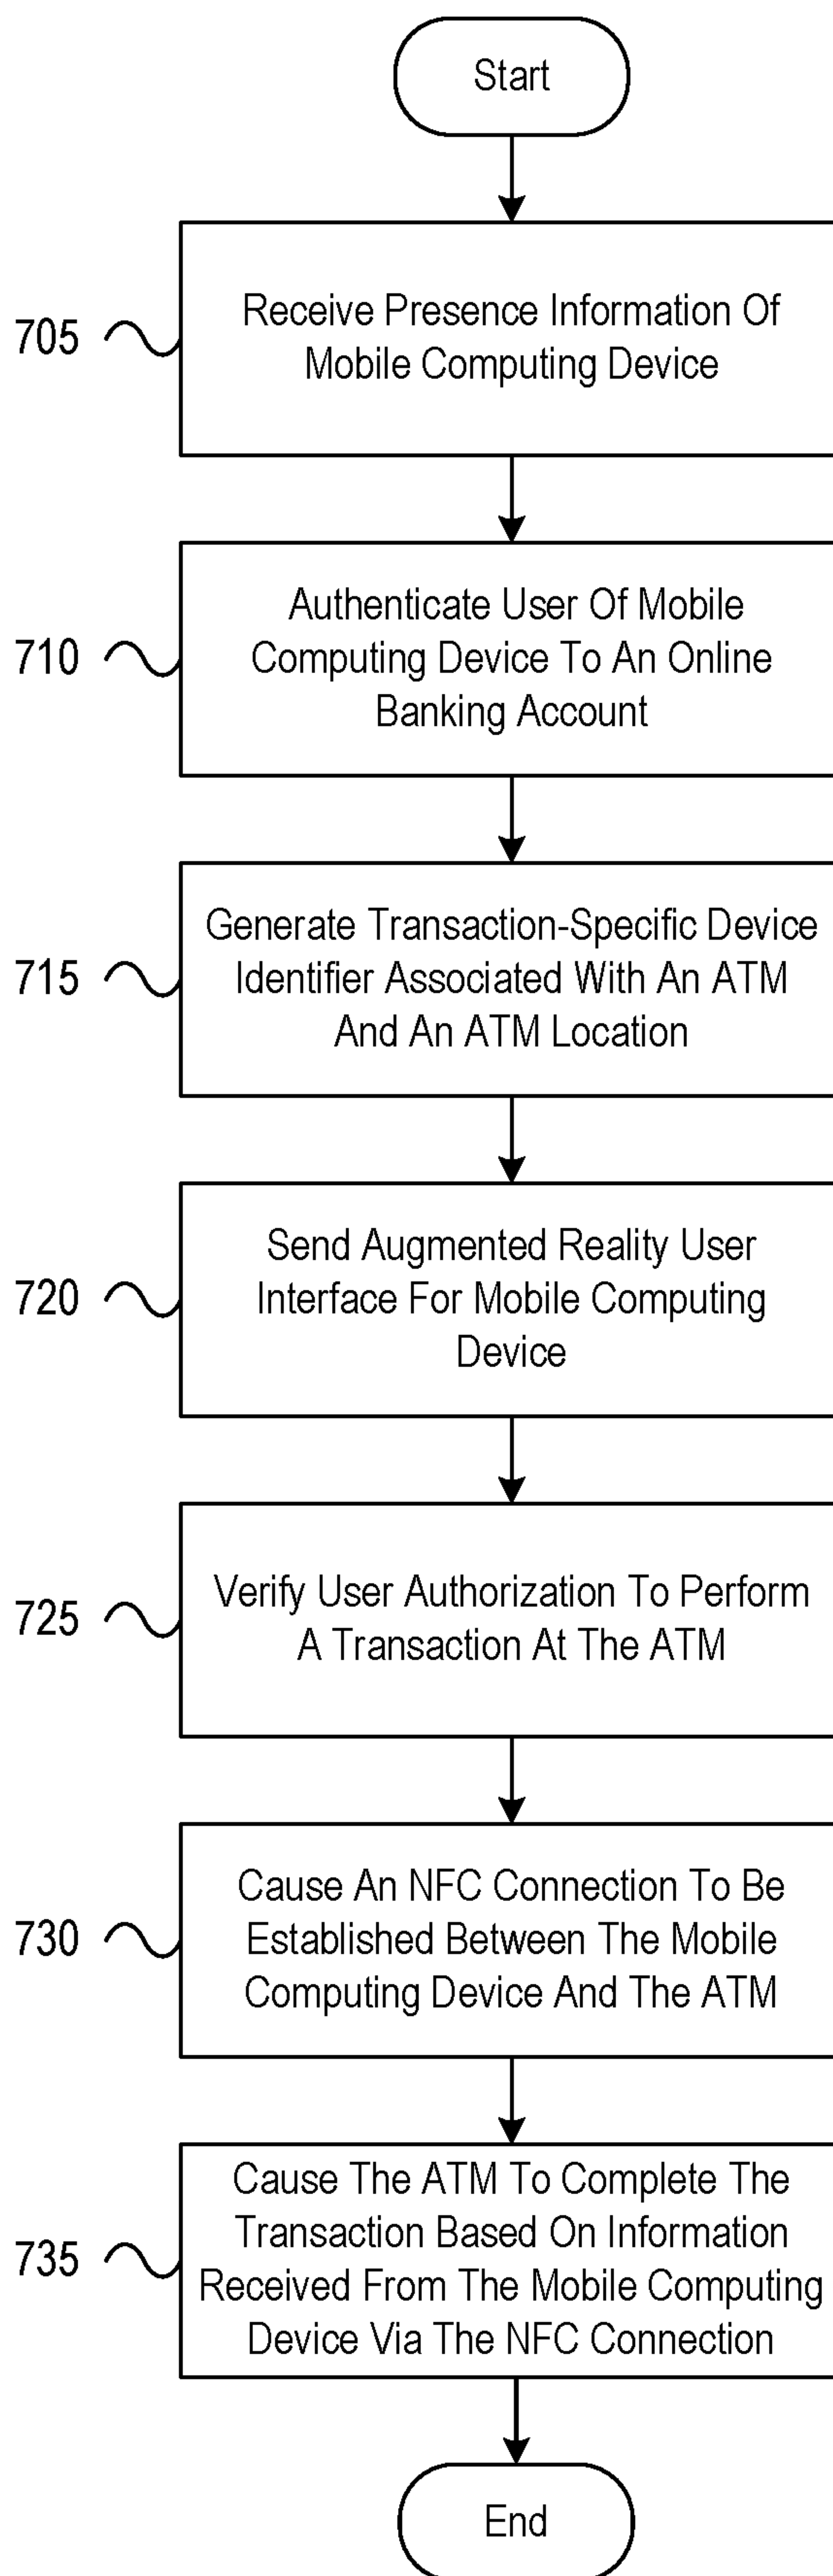 Start
705
Receive Presence Information Of
Mobile Computing Device
710
Authenticate User Of Mobile
Computing Device To An Online
Banking Account
715
Generate Transaction-Specific Device
Identifier Associated With An ATM
And An ATM Location
720
Send Augmented Reality User
Interface For Mobile Computing
Device
725
Verify User Authorization To Perform
A Transaction At The ATM
730
Cause An NFC Connection To Be
Established Between The Mobile
Computing Device And The ATM
735
Cause The ATM To Complete The
Transaction Based On Information
Received From The Mobile Computing
Device Via The NFC Connection
End